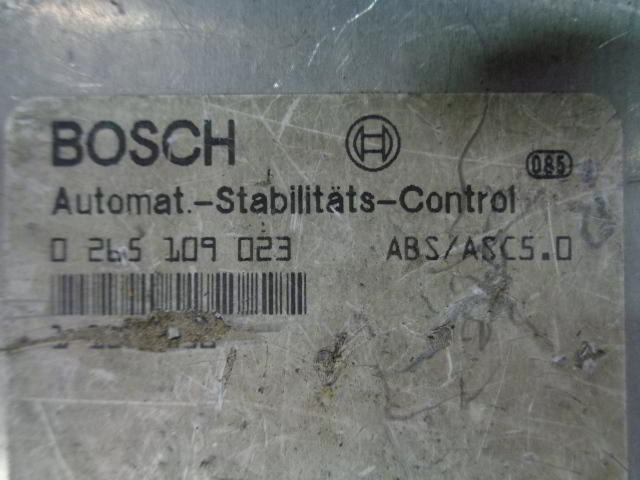 BOSCH
085
Automat.-Stabilitäts-Control
0 265 109 023 ABS/ASC5.0